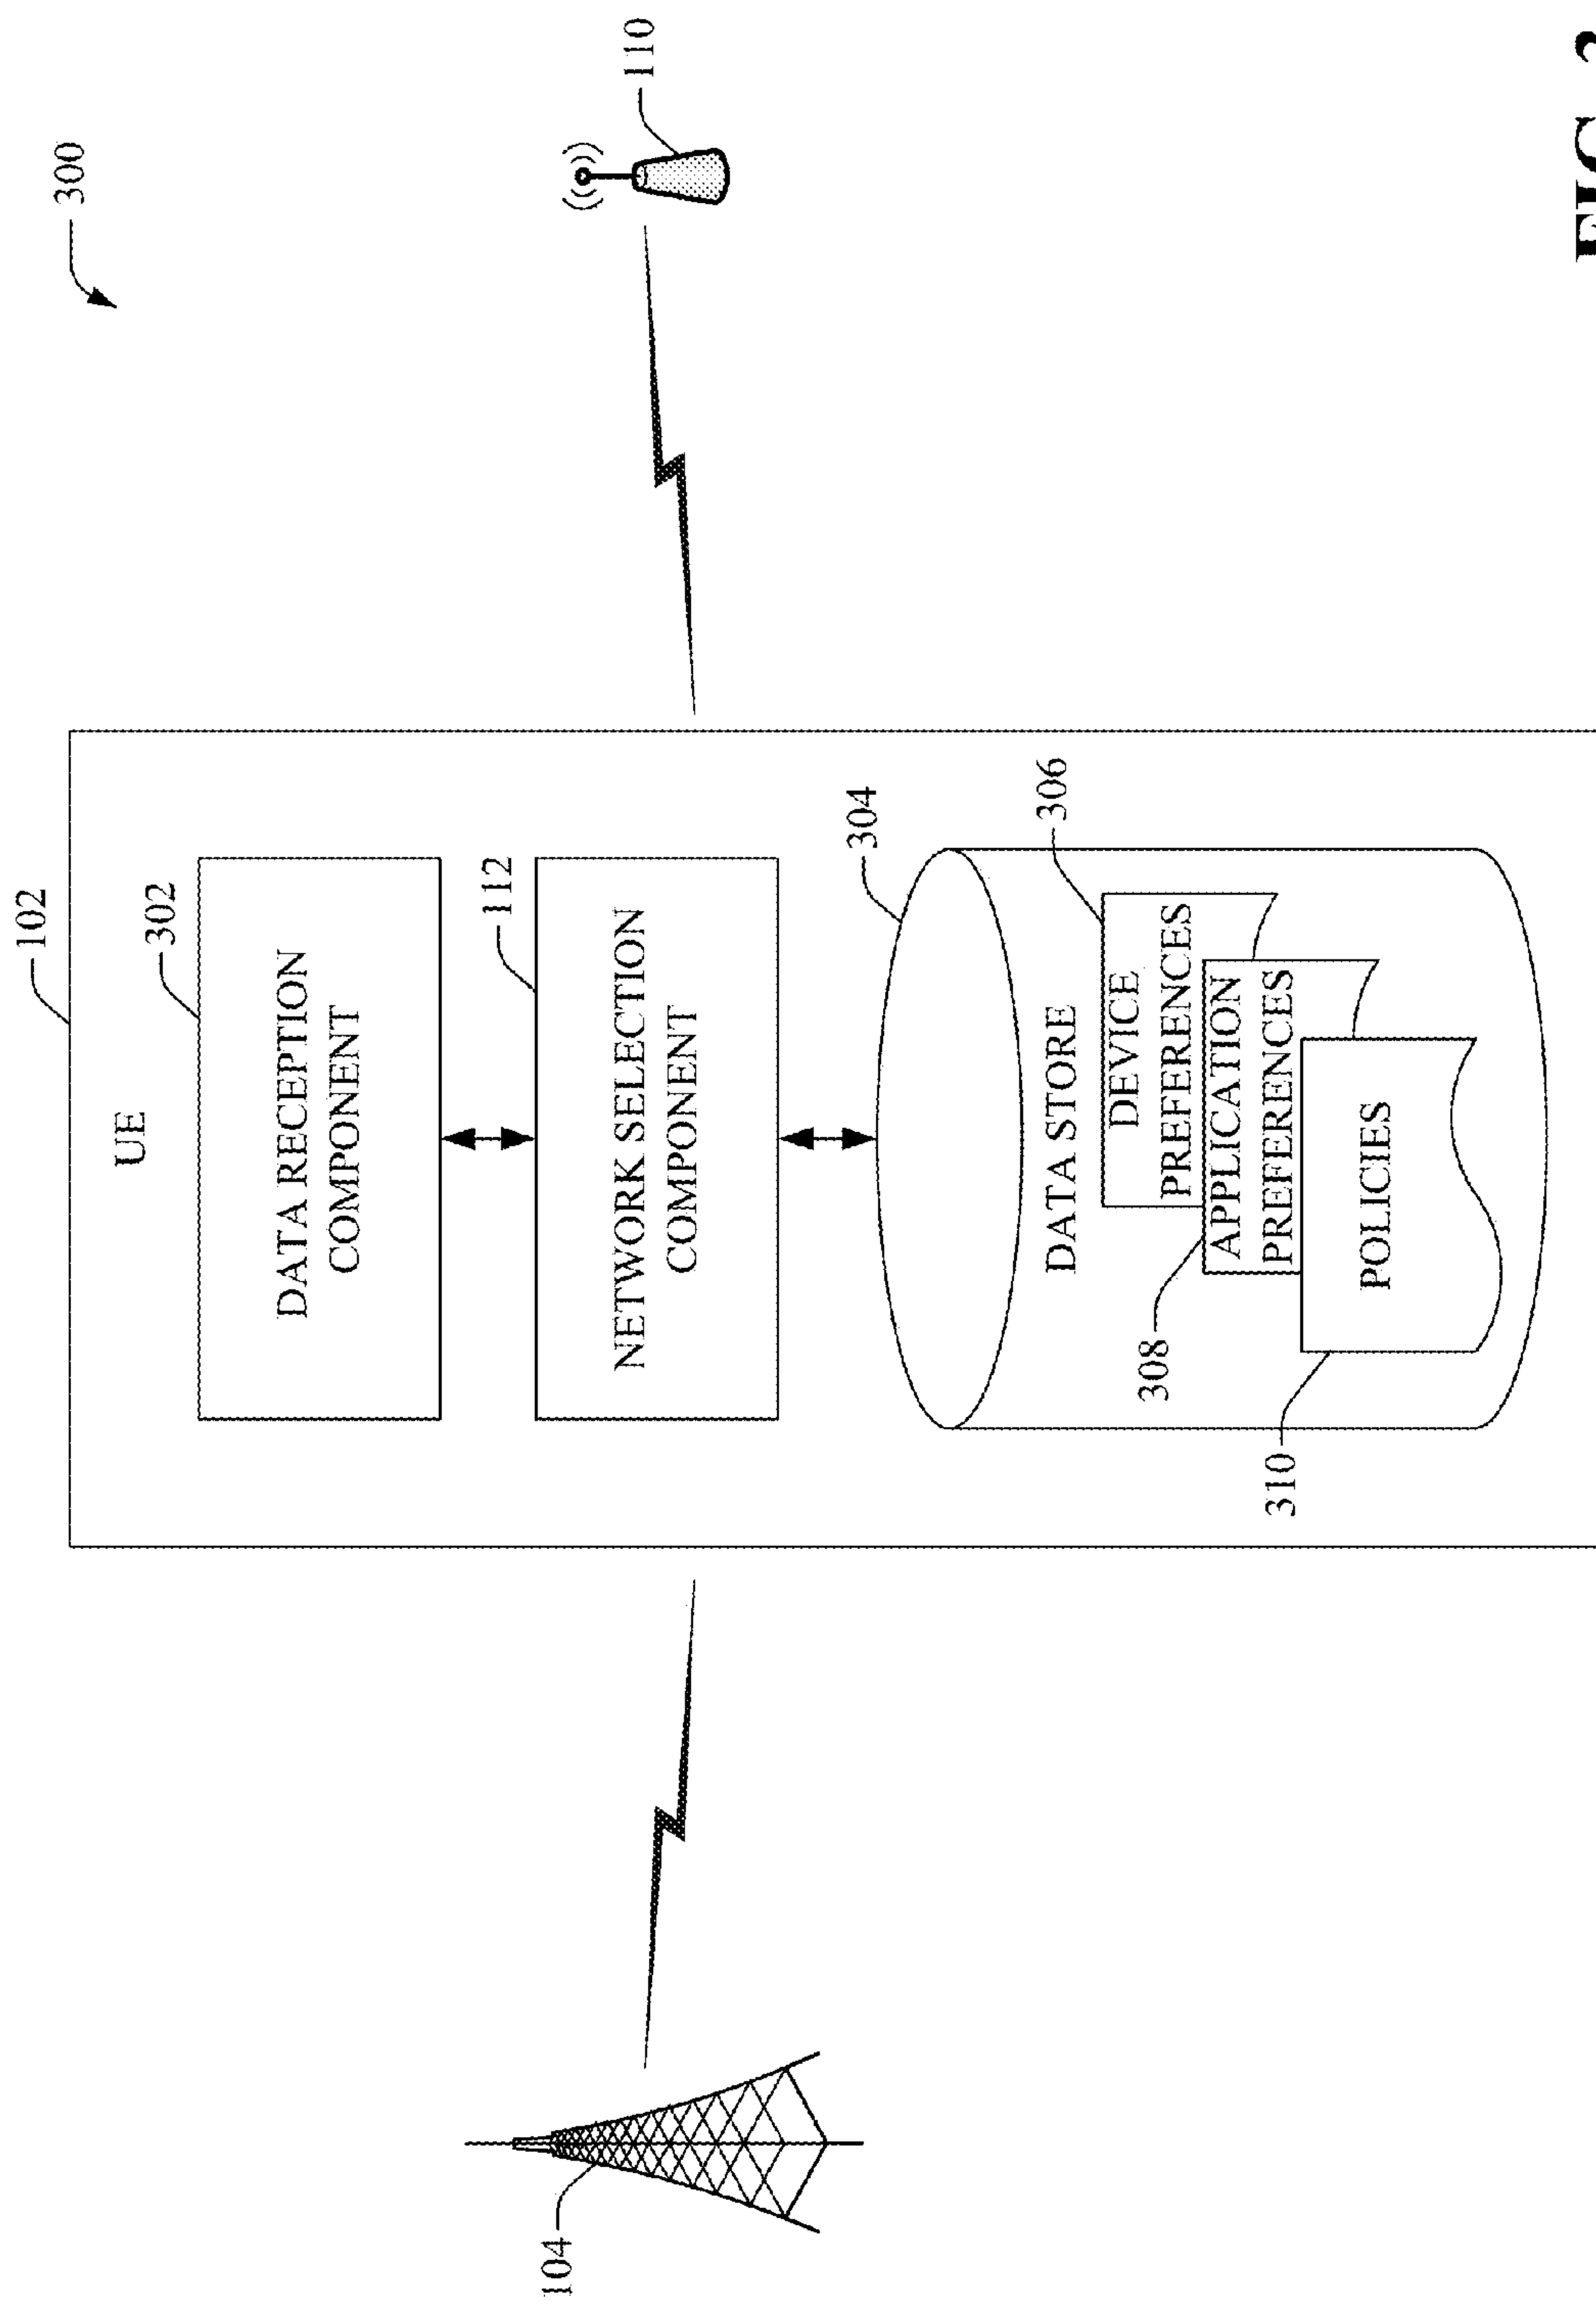 102
300
UE
302
DATA RECEPTION
COMPONENT
112
NETWORK SELECTION
COMPONENT
104
110
304
DATA STORE
306
DEVICE
PREFERENCES
308
APPLICATION
PREFERENCES
310
POLICIES
FIG